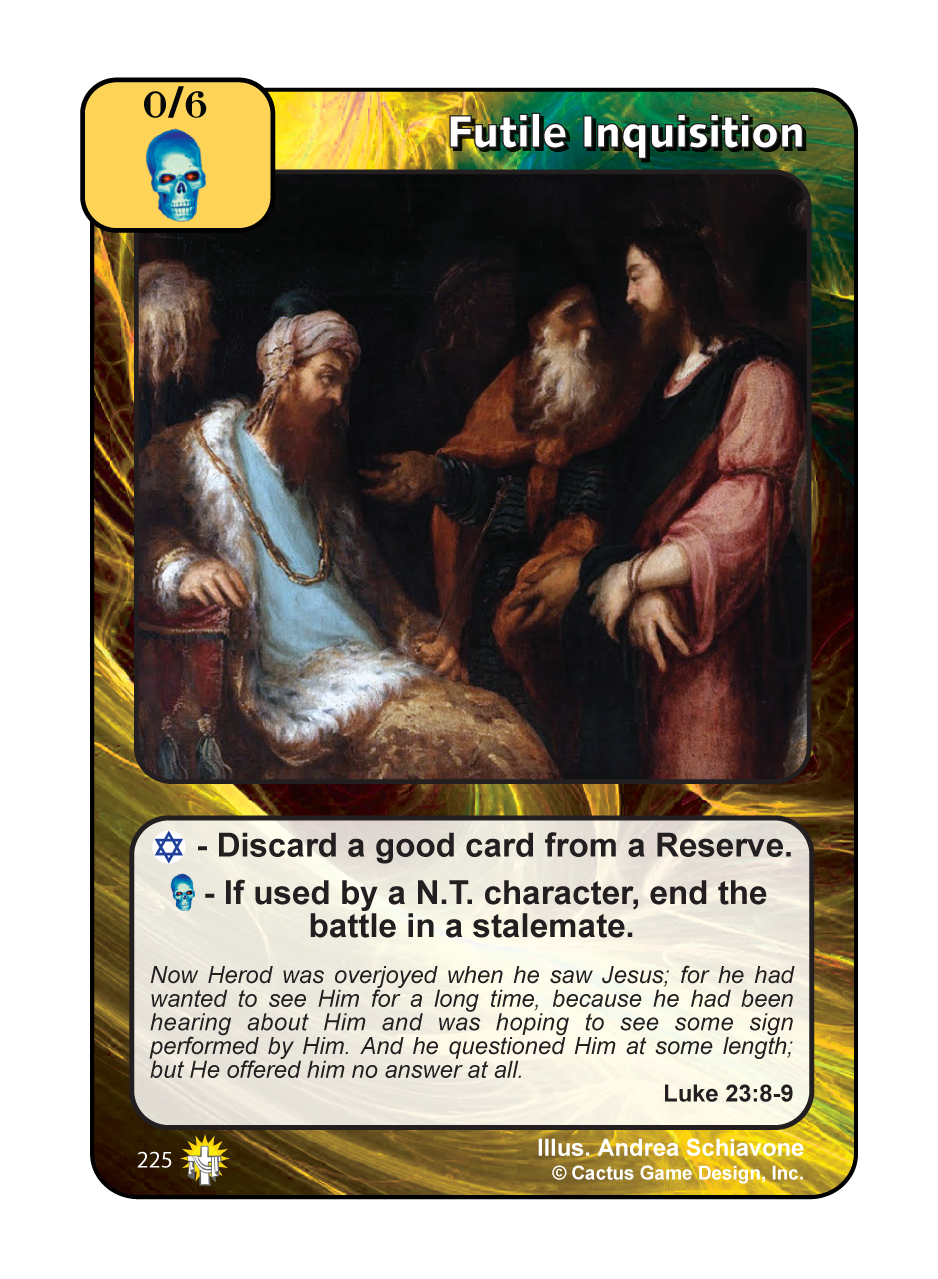 0/6
Futile Inquisition
- Discard a good card from a Reserve.
- If used by a N.T. character, end the
battle in a stalemate.
Now Herod was overjoyed when he saw Jesus; for he had
wanted to see Him for a long time, because he had been
hearing about Him and was hoping to see some sign
performed by Him. And he questioned Him at some length;
but He offered him no answer at all.
Luke 23:8-9
225
Illus. Andrea Schiavone
© Cactus Game Design, Inc.